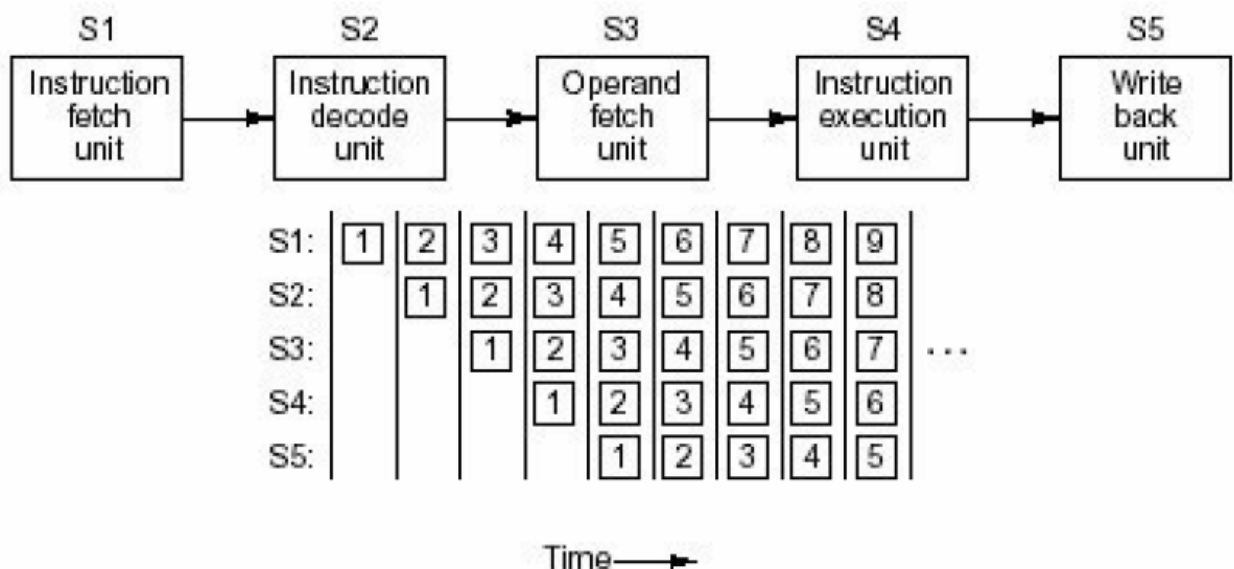 S1 S2 S3 S4 S5
Instruction Instruction Operand Instruction Write
fetch decode fetch execution back
unit unit unit unit unit
S1: 1 2 3 4 5 6 7 8 9
S2: 1 2 3 4 5 6 7 8
S3: 1 2 3 4 5 6 7 ...
S4: 1 2 3 4 5 6
S5: 1 2 3 4 5
Time